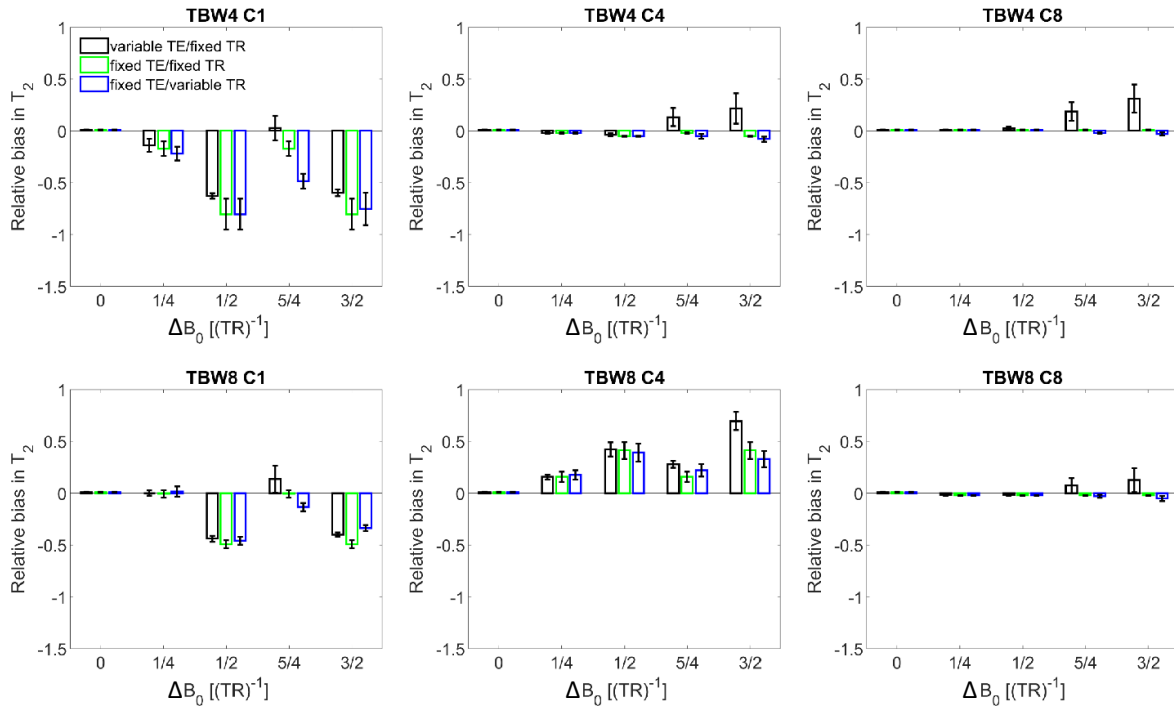 TBW4 C1
1
0.5
0
-0.5
-1
-1.5
Relative bias in T2
variable TE/fixed TR
fixed TE/fixed TR
fixed TE/variable TR
0 1/4 1/2 5/4 3/2
ΔB0 [(TR)-1]
TBW4 C4
1
0.5
0
-0.5
-1
-1.5
Relative bias in T2
0 1/4 1/2 5/4 3/2
ΔB0 [(TR)-1]
TBW4 C8
1
0.5
0
-0.5
-1
-1.5
Relative bias in T2
0 1/4 1/2 5/4 3/2
ΔB0 [(TR)-1]
TBW8 C1
1
0.5
0
-0.5
-1
-1.5
Relative bias in T2
0 1/4 1/2 5/4 3/2
ΔB0 [(TR)-1]
TBW8 C4
1
0.5
0
-0.5
-1
-1.5
Relative bias in T2
0 1/4 1/2 5/4 3/2
ΔB0 [(TR)-1]
TBW8 C8
1
0.5
0
-0.5
-1
-1.5
Relative bias in T2
0 1/4 1/2 5/4 3/2
ΔB0 [(TR)-1]